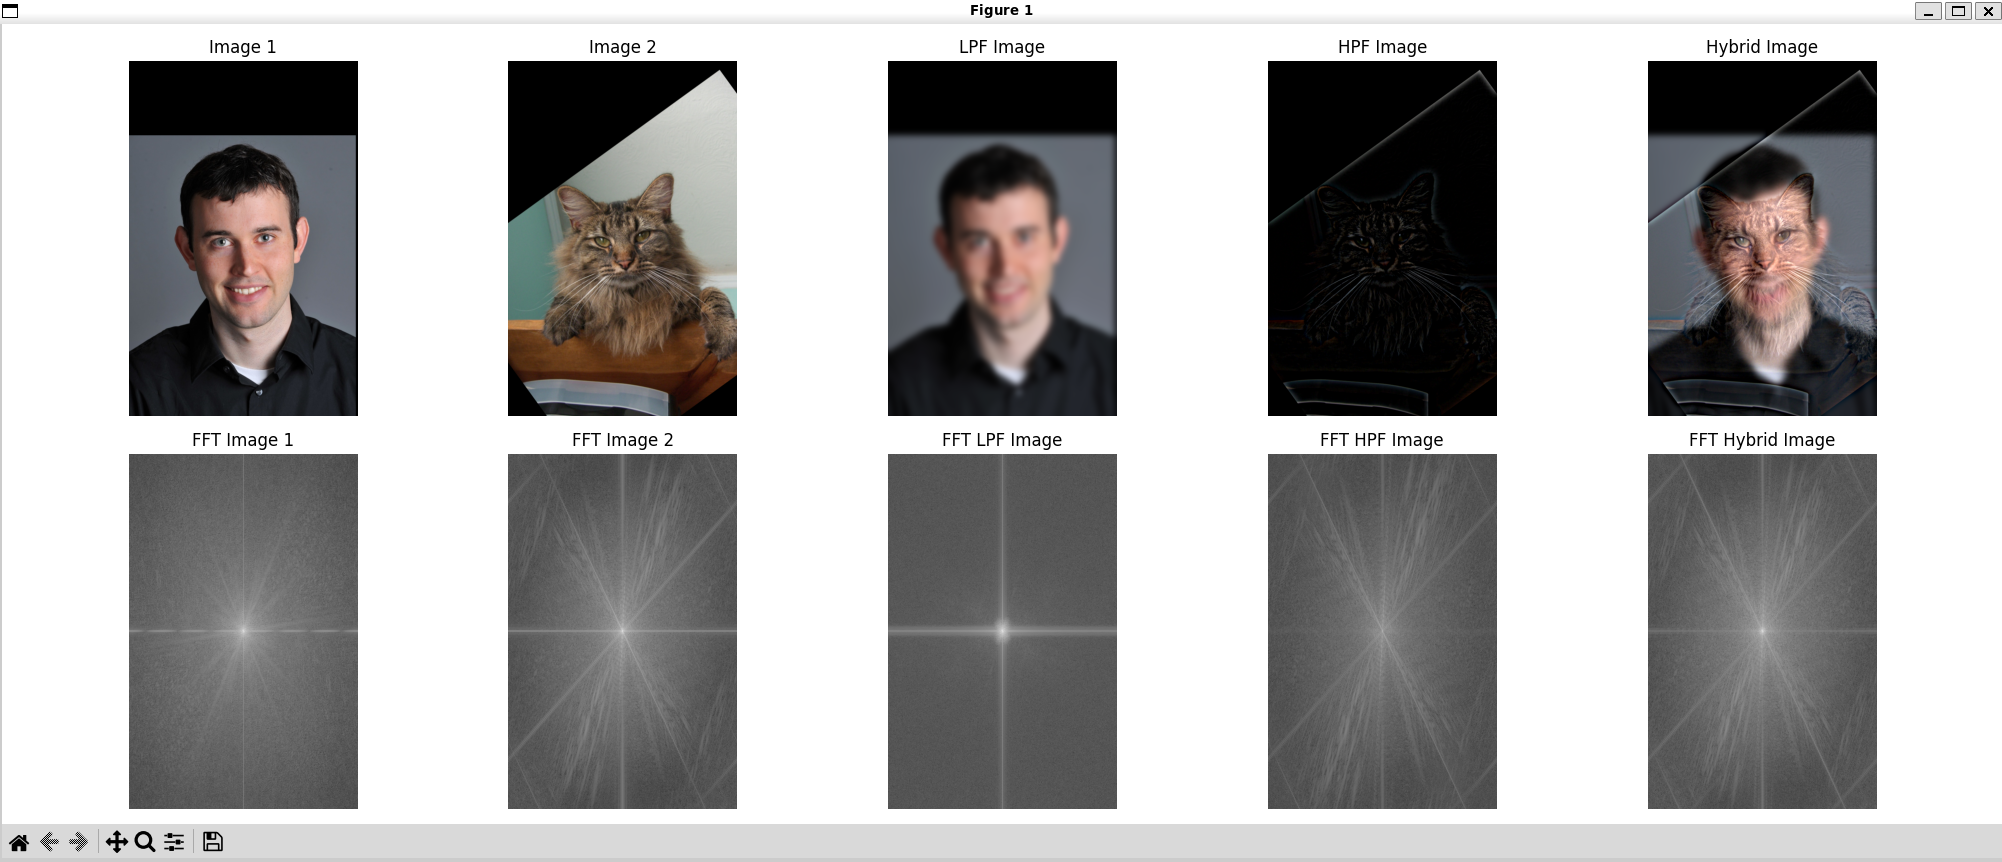 Figure 1
Image 1
Image 2
LPF Image
HPF Image
Hybrid Image
FFT Image 1
FFT Image 2
FFT LPF Image
FFT HPF Image
FFT Hybrid Image